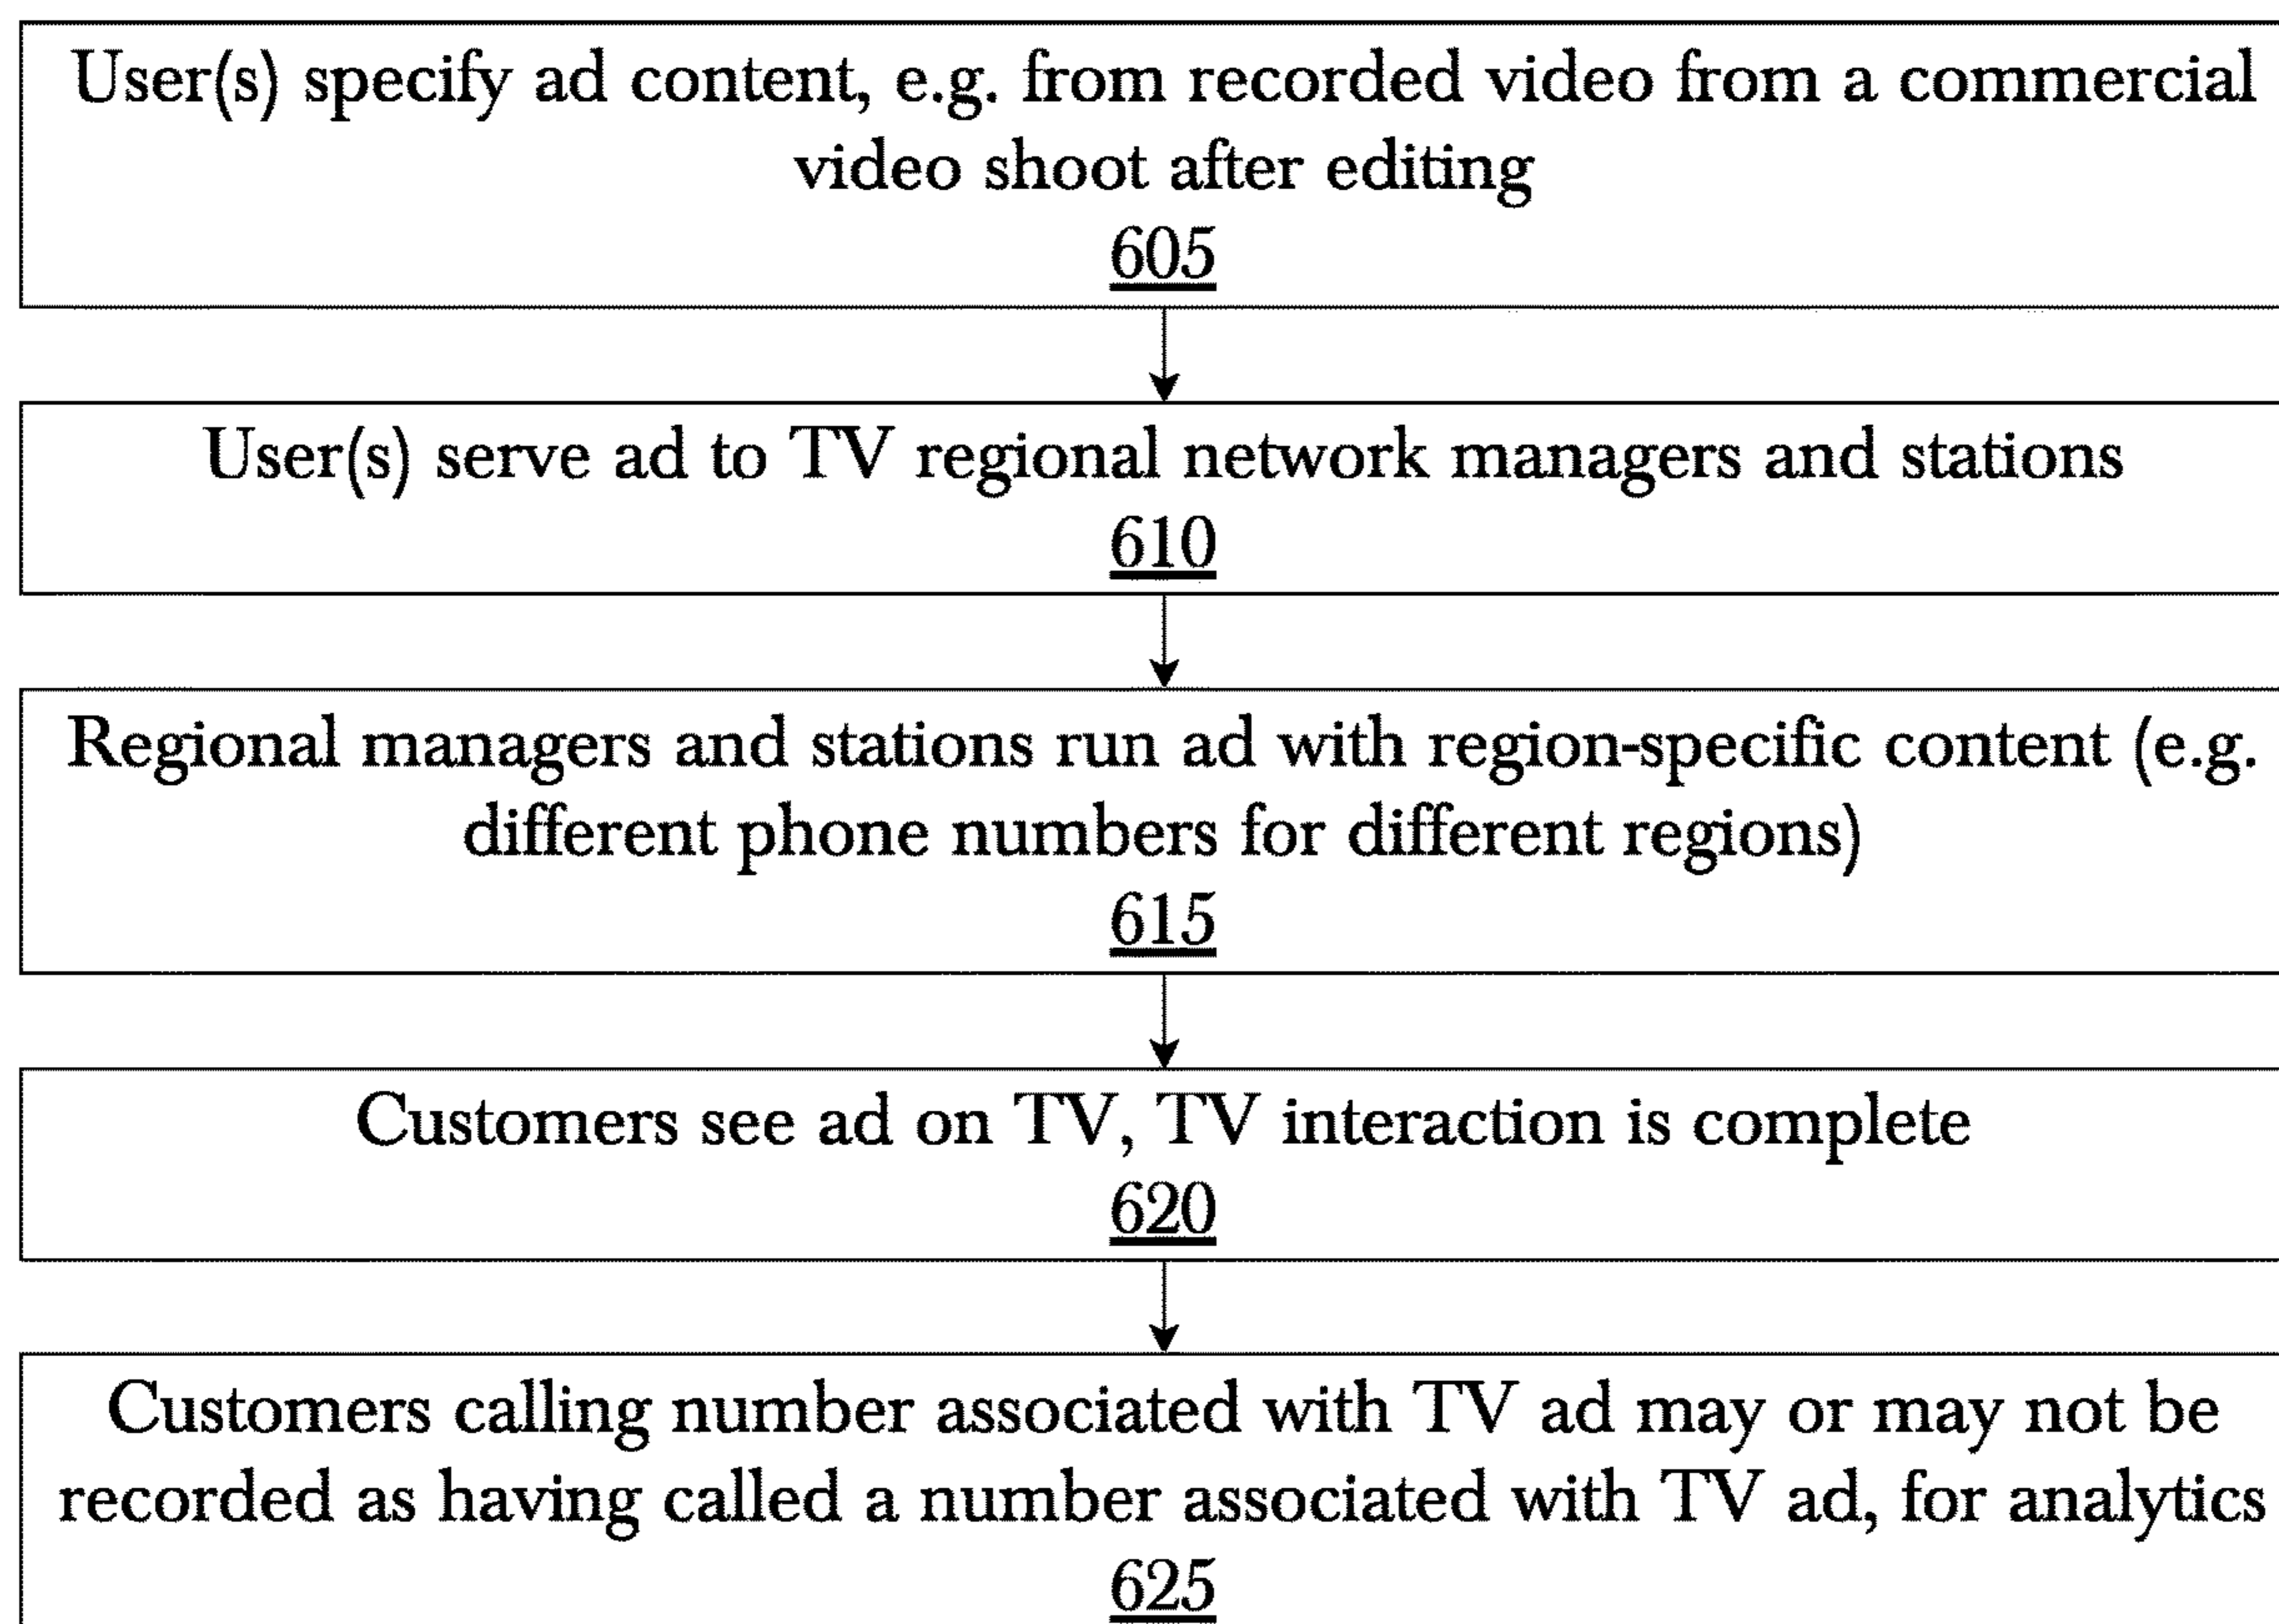 User(s) specify ad content, e.g. from recorded video from a commercial
video shoot after editing
605
User(s) serve ad to TV regional network managers and stations
610
Regional managers and stations run ad with region-specific content (e.g.
different phone numbers for different regions)
615
Customers see ad on TV, TV interaction is complete
620
Customers calling number associated with TV ad may or may not be
recorded as having called a number associated with TV ad, for analytics
625